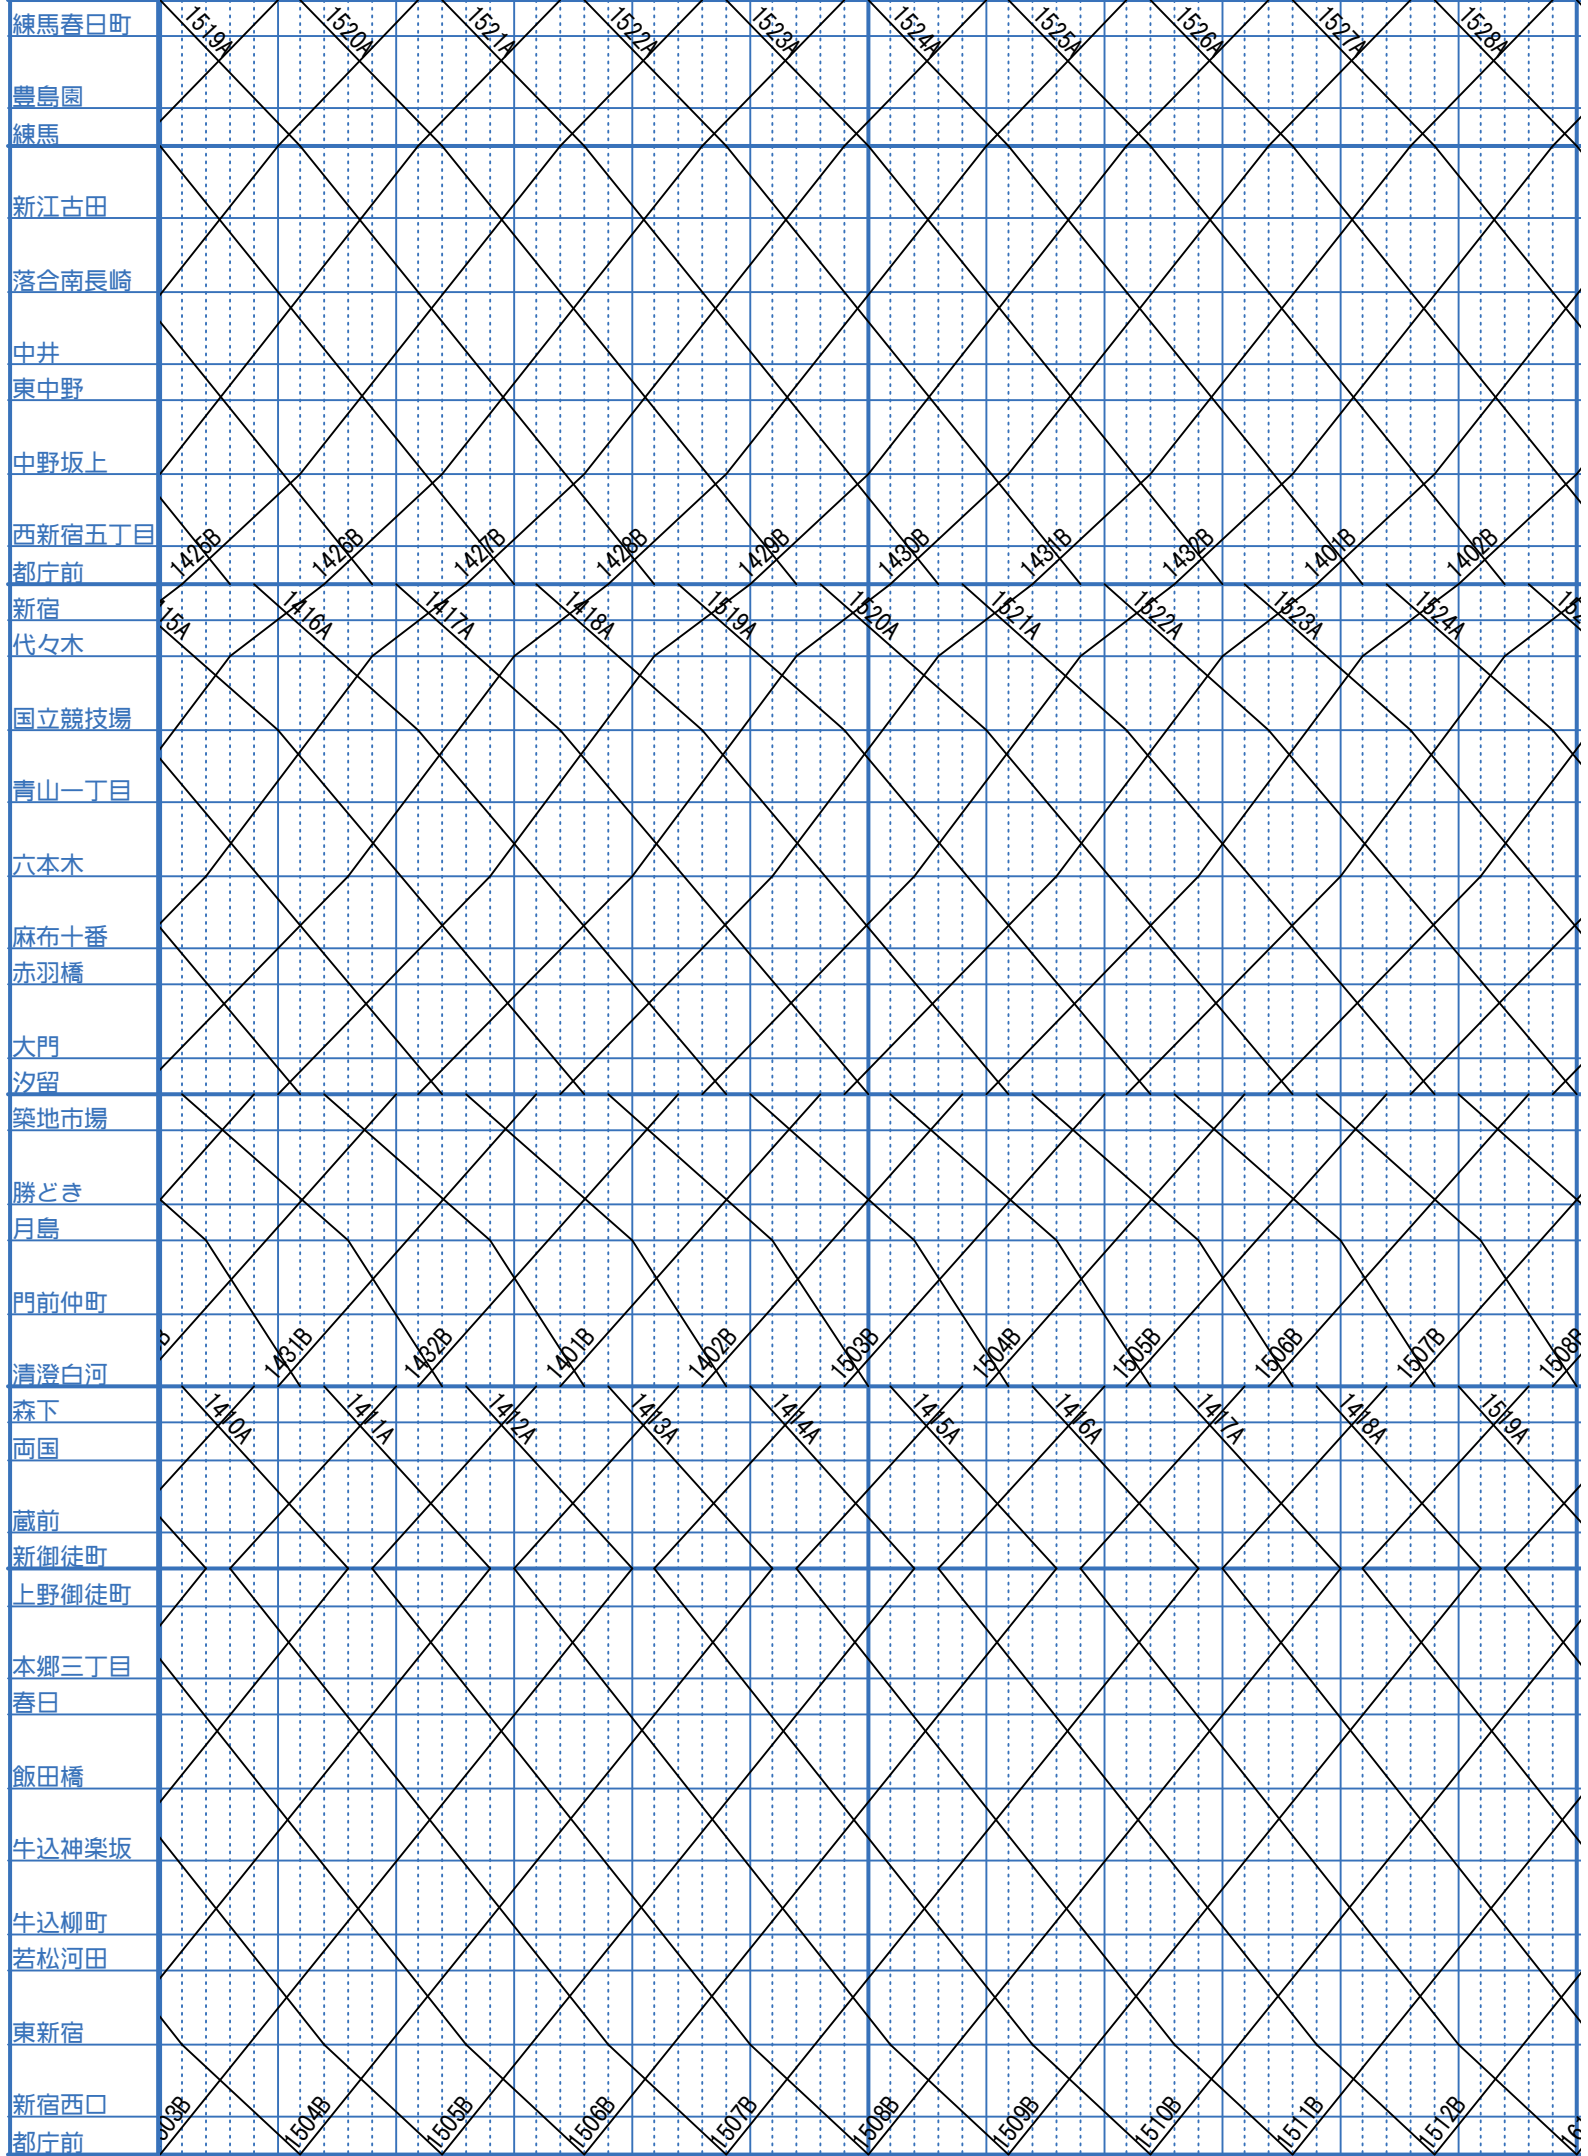 練馬春日町 1519A 1520A 1521A 1522A 1523A 1524A 1525A 1526A 1527A 1528A
豊島園
練馬
新江古田
落合南長崎
中井
東中野
中野坂上
西新宿五丁目 1425B 1426B 1427B 1428B 1429B 1430B 1431B 1432B 1401B 1402B
都庁前
新宿 15A 1416A 1417A 1418A 1519A 1520A 1521A 1522A 1523A 1524A
代々木
国立競技場
青山一丁目
六本木
麻布十番
赤羽橋
大門
汐留
築地市場
勝どき
月島
門前仲町
清澄白河 B 1431B 1432B 1401B 1402B 1503B 1504B 1505B 1506B 1507B 1508B
森下 1410A 1411A 1412A 1413A 1414A 1415A 1416A 1417A 1418A 1519A
両国
蔵前
新御徒町
上野御徒町
本郷三丁目
春日
飯田橋
牛込神楽坂
牛込柳町
若松河田
東新宿
新宿西口 503B 1504B 1505B 1506B 1507B 1508B 1509B 1510B 1511B 1512B
都庁前